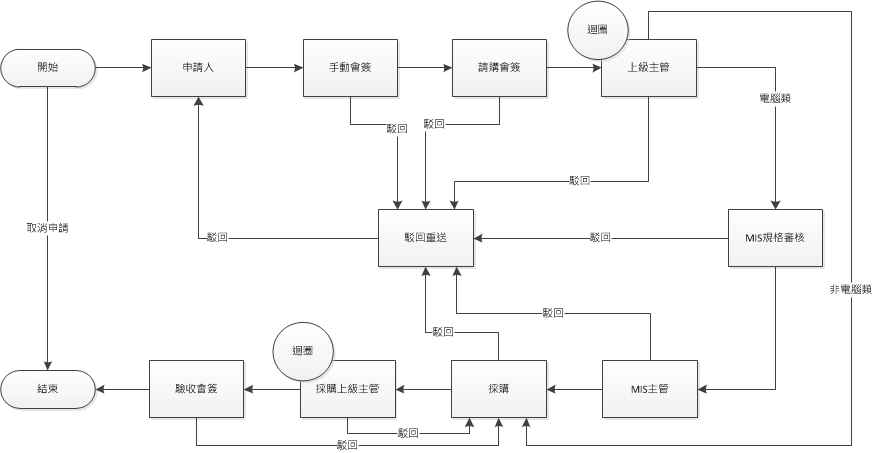 迴圈
開始
申請人
手動會簽
請購會簽
上級主管
電腦類
駁回
駁回
駁回
取消申請
駁回
駁回重送
駁回
MIS規格審核
非電腦類
駁回
駁回
迴圈
結束
驗收會簽
採購上級主管
採購
MIS主管
駁回
駁回